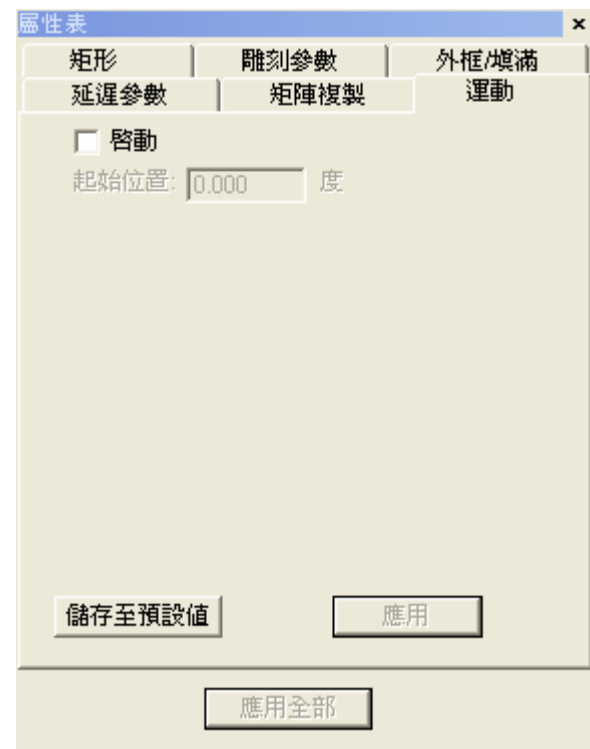 屬性表
矩形 雕刻參數 外框/填滿
延遲參數 矩陣複製 運動
啓動
起始位置: 0.000 度
儲存至預設值 應用
應用全部